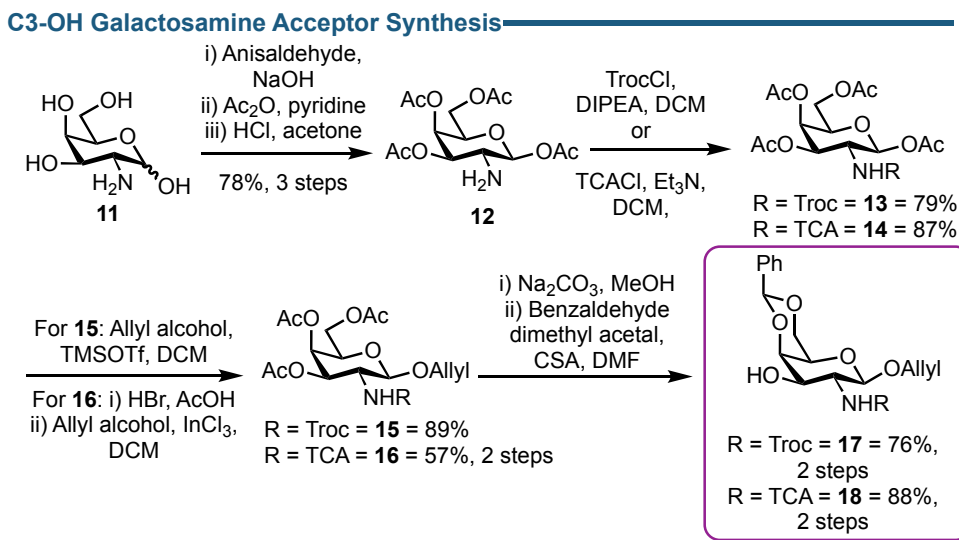 C3-OH Galactosamine Acceptor Synthesis
HO
OH
O
HO
H₂N
OH
11
i) Anisaldehyde,
NaOH
ii) Ac₂O, pyridine
iii) HCl, acetone
78%, 3 steps
AcO
OAc
O
AcO
OAc
H₂N
12
TrocCl,
DIPEA, DCM
or
TCACl, Et₃N,
DCM,
AcO
OAc
O
AcO
OAc
NHR
R = Troc = 13 = 79%
R = TCA = 14 = 87%
For 15: Allyl alcohol,
TMSOTf, DCM
For 16: i) HBr, AcOH
ii) Allyl alcohol, InCl₃,
DCM
AcO
OAc
O
AcO
OAllyl
NHR
R = Troc = 15 = 89%
R = TCA = 16 = 57%, 2 steps
i) Na₂CO₃, MeOH
ii) Benzaldehyde
dimethyl acetal,
CSA, DMF
Ph
O
O
O
HO
OAllyl
NHR
R = Troc = 17 = 76%,
2 steps
R = TCA = 18 = 88%,
2 steps